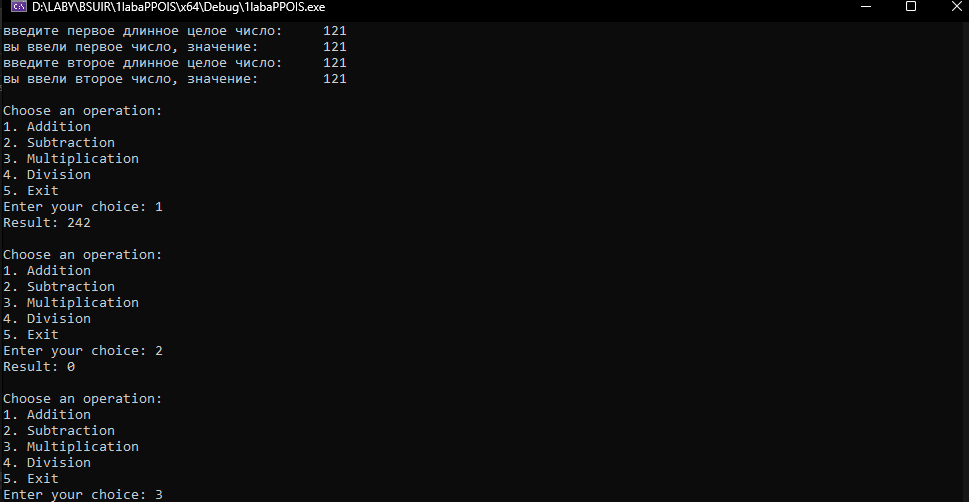 D:\LABY\BSUIR\1labaPPOIS\x64\Debug\1labaPPOIS.exe
введите первое длинное целое число: 121
вы ввели первое число, значение: 121
введите второе длинное целое число: 121
вы ввели второе число, значение: 121
Choose an operation:
1. Addition
2. Subtraction
3. Multiplication
4. Division
5. Exit
Enter your choice: 1
Result: 242
Choose an operation:
1. Addition
2. Subtraction
3. Multiplication
4. Division
5. Exit
Enter your choice: 2
Result: 0
Choose an operation:
1. Addition
2. Subtraction
3. Multiplication
4. Division
5. Exit
Enter your choice: 3